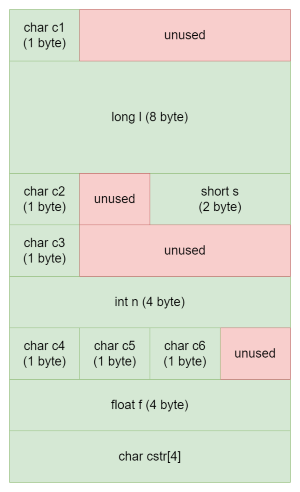 char c1
(1 byte)
unused
long l (8 byte)
char c2
(1 byte)
unused
short s
(2 byte)
char c3
(1 byte)
unused
int n (4 byte)
char c4
(1 byte)
char c5
(1 byte)
char c6
(1 byte)
unused
float f (4 byte)
char cstr[4]